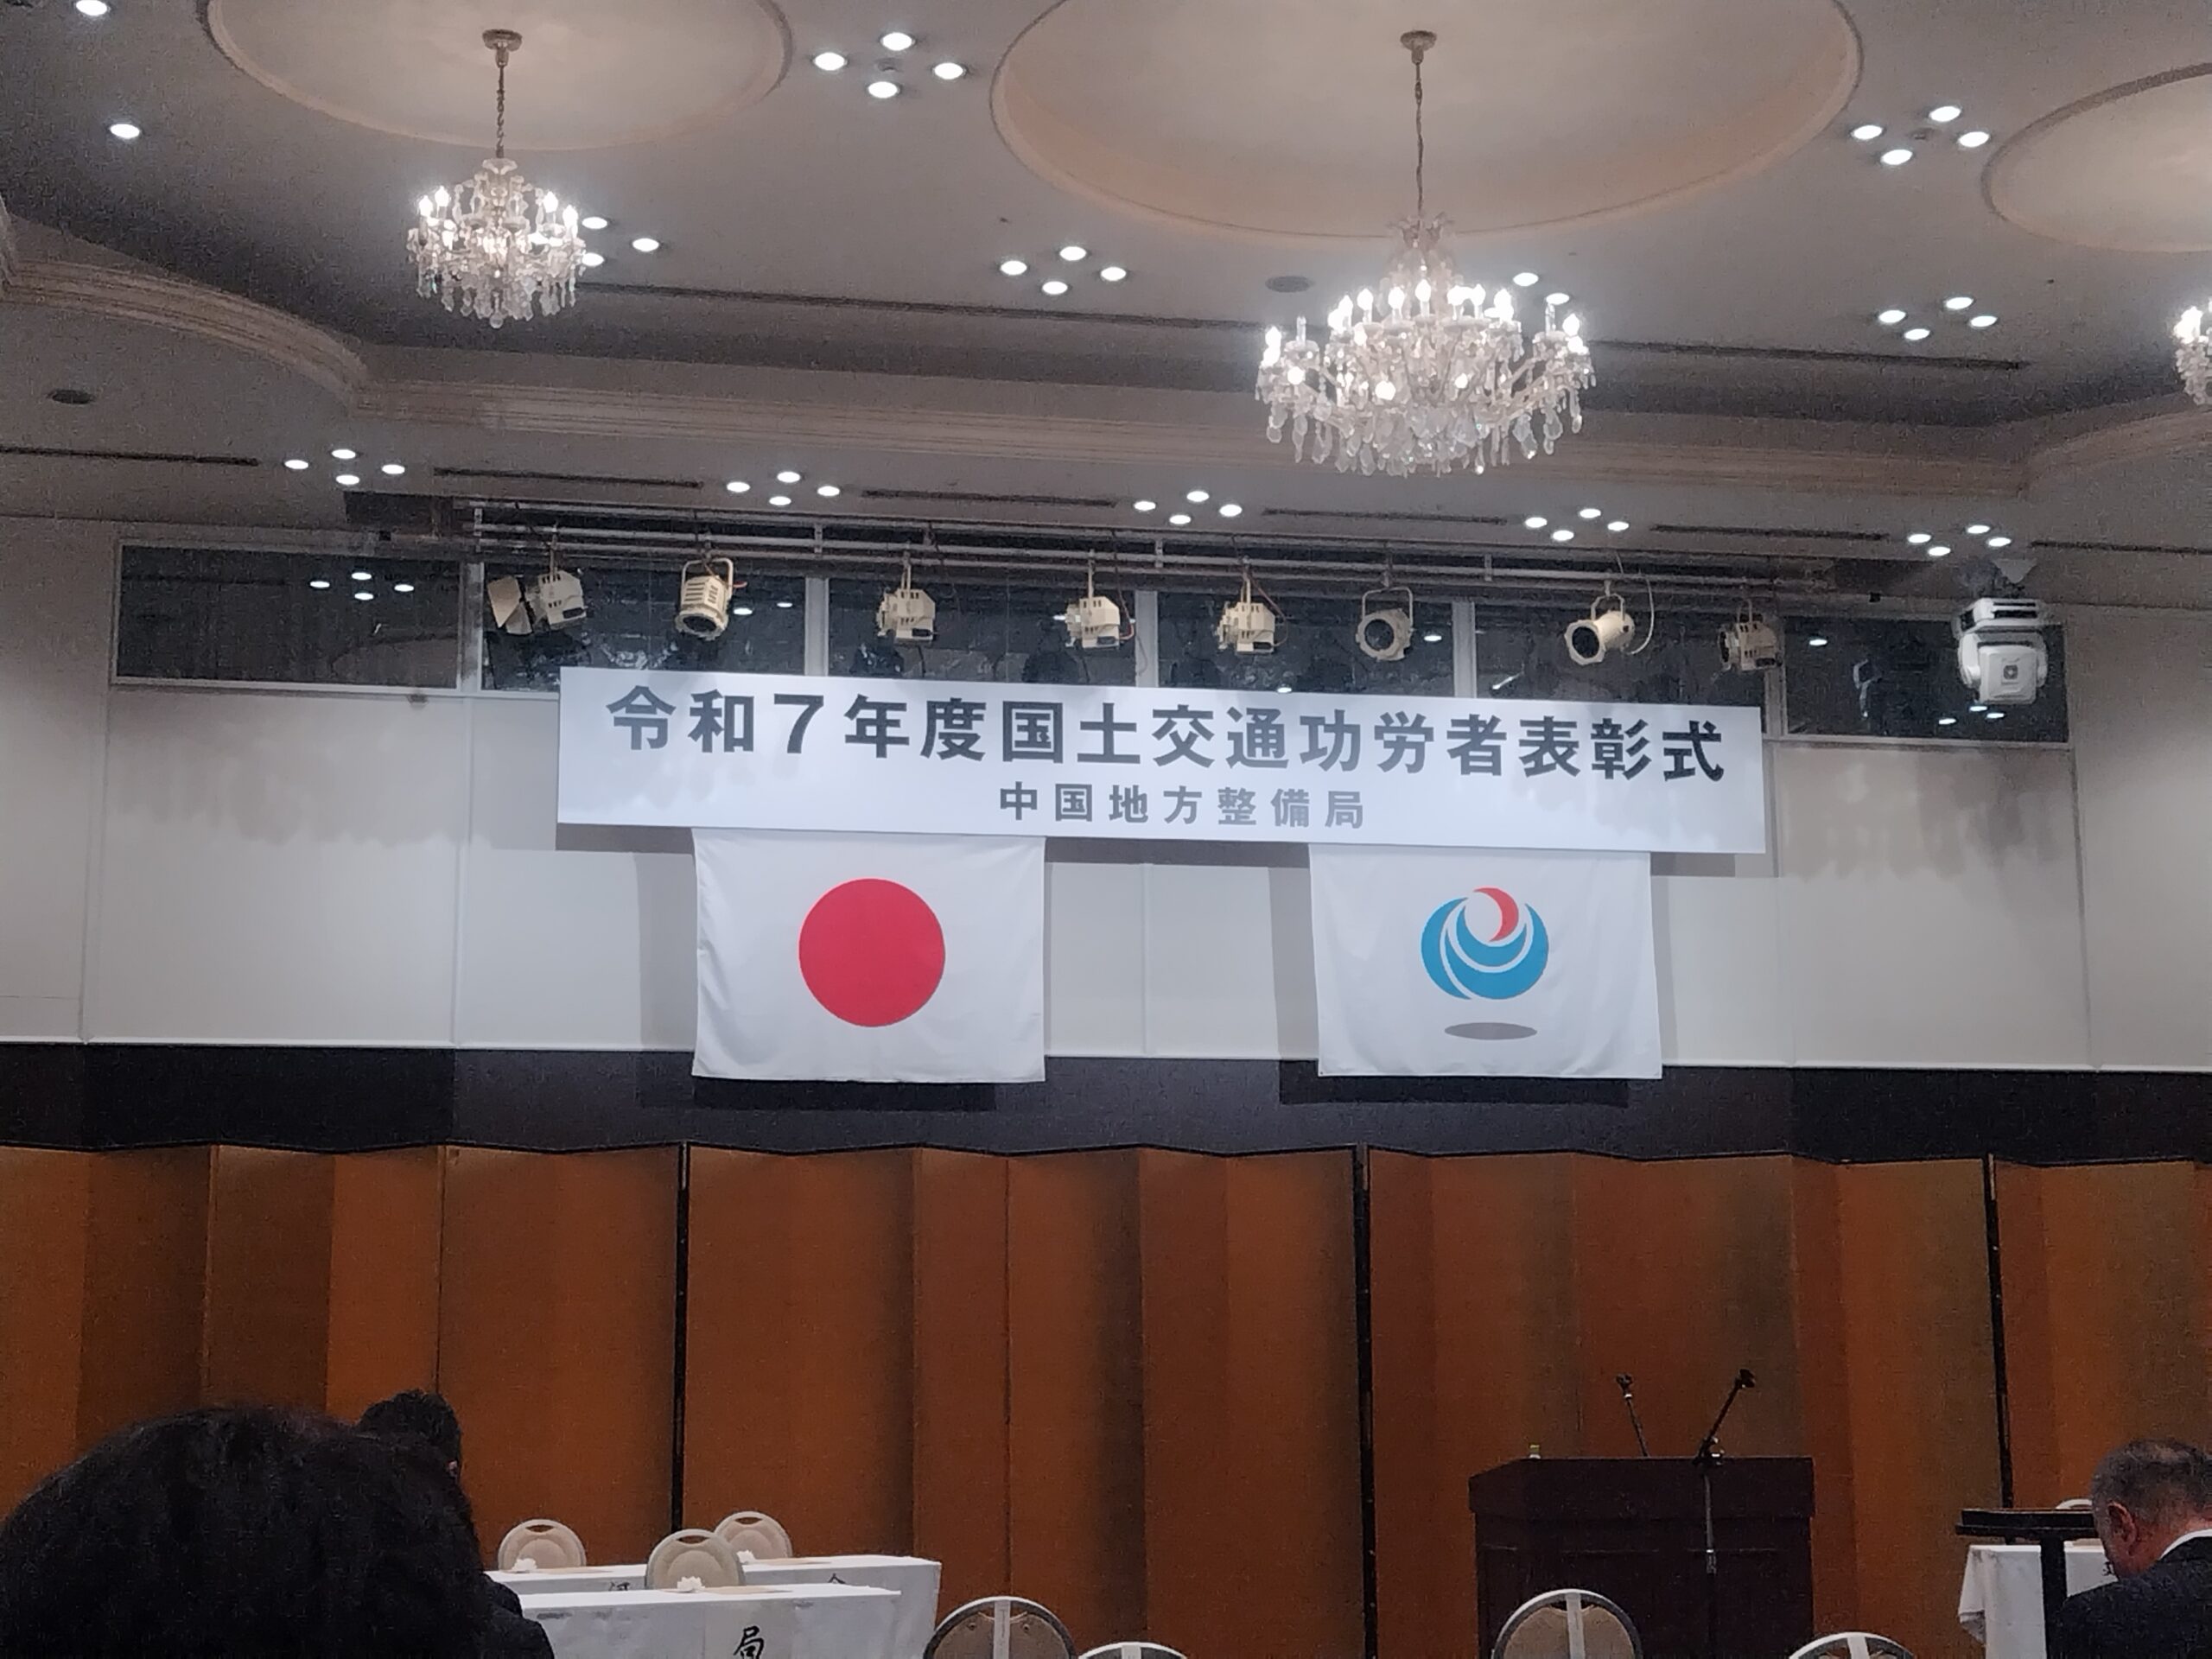 令和7年度国土交通功労者表彰式
中国地方整備局
局